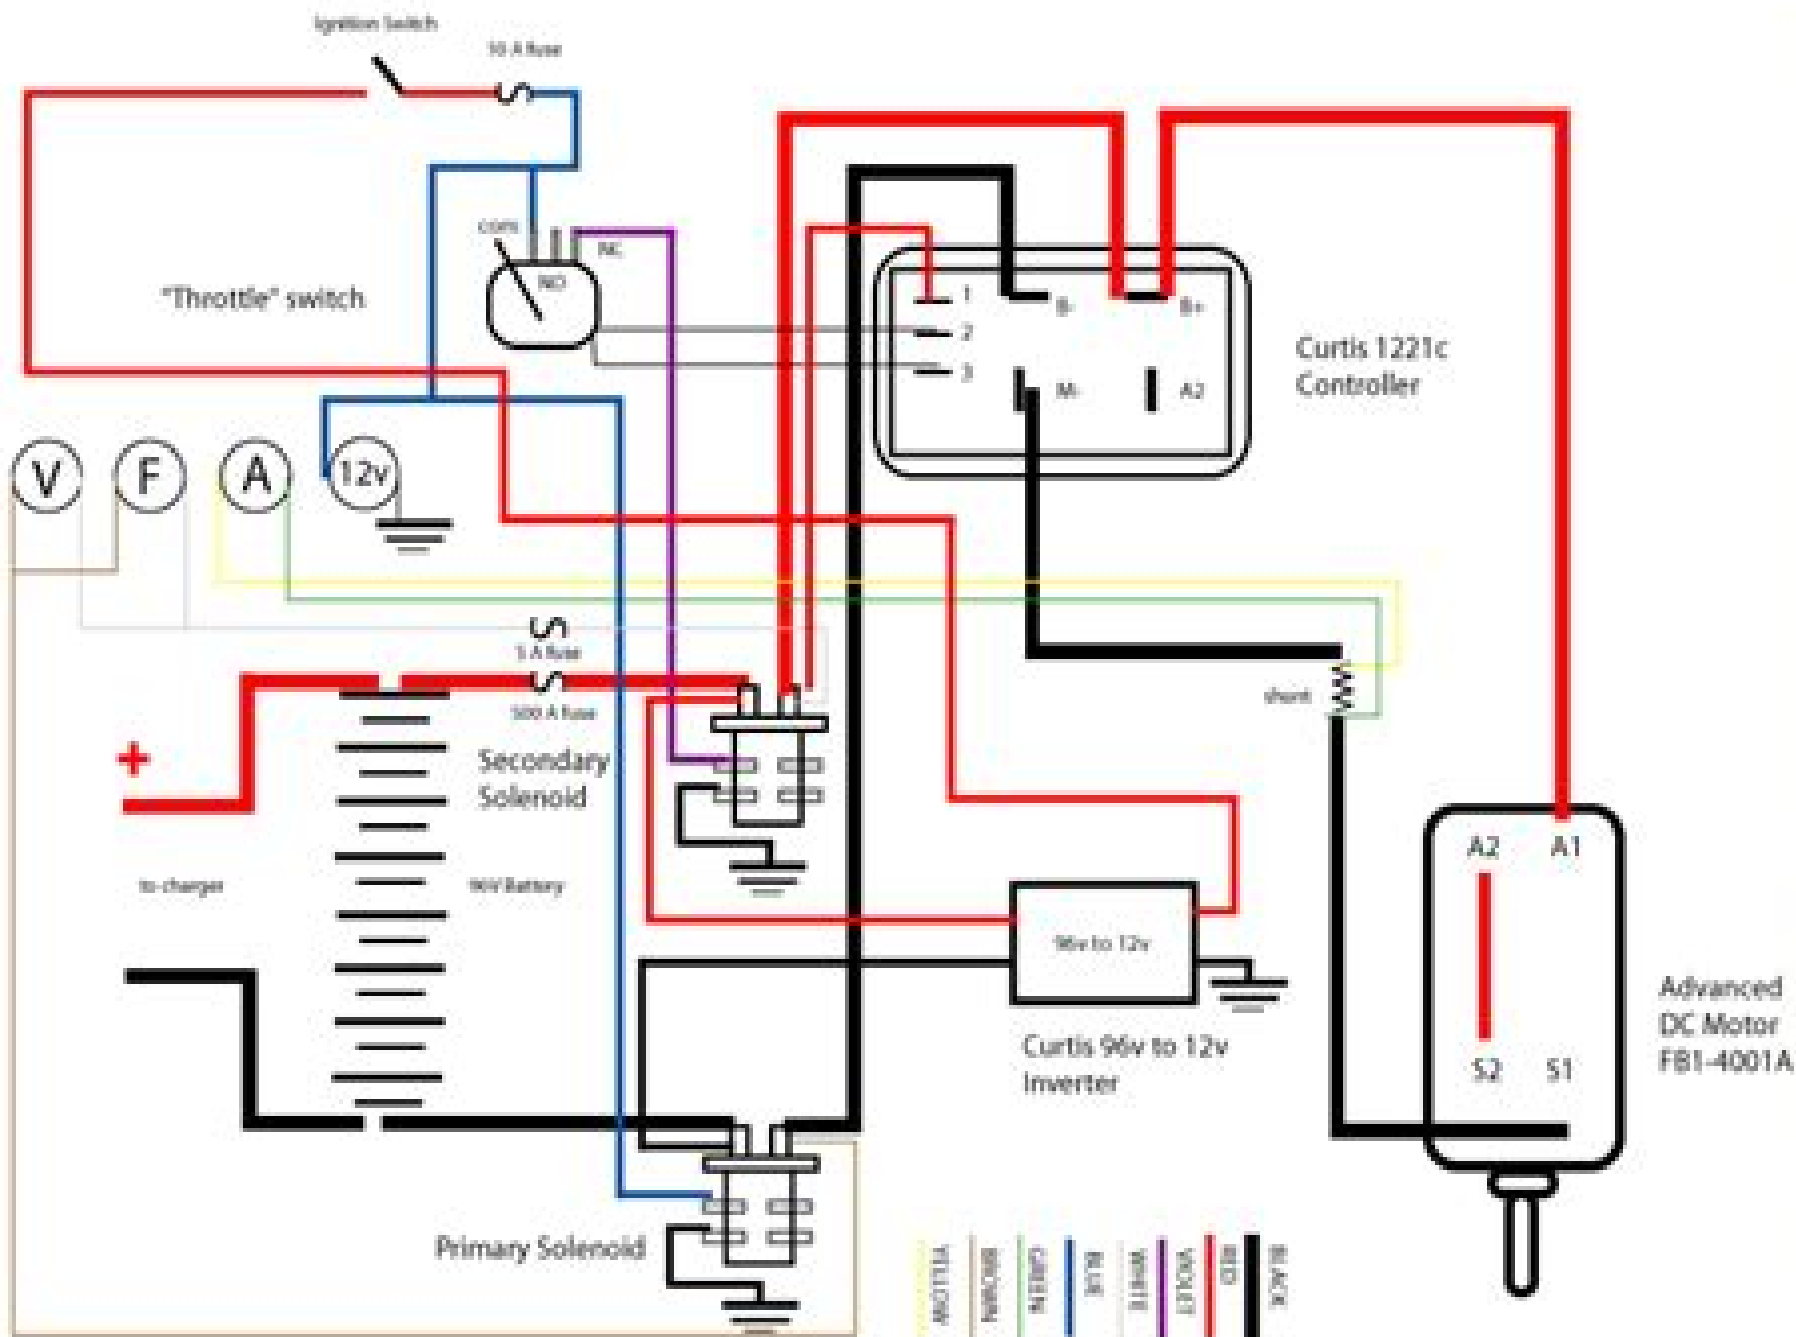 Ignition Switch
10 A fuse
com
NC
NO
"Throttle" switch
1
2
3
B-
B+
M-
A2
Curtis 1221c
Controller
V
F
A
12v
5 A fuse
500 A fuse
shunt
+
Secondary
Solenoid
to charger
96V Battery
A2
A1
S2
S1
96v to 12v
Curtis 96v to 12v
Inverter
Advanced
DC Motor
FB1-4001A
Primary Solenoid
YELLOW
BROWN
GREEN
BLUE
WHITE
VIOLET
RED
BLACK